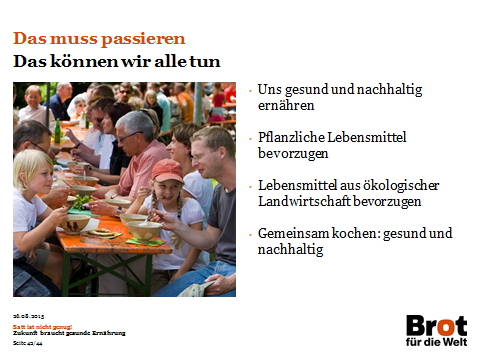 Das muss passieren
Das können wir alle tun
Uns gesund und nachhaltig
ernähren
Pflanzliche Lebensmittel
bevorzugen
Lebensmittel aus ökologischer
Landwirtschaft bevorzugen
Gemeinsam kochen: gesund und
nachhaltig
26.08.2015
Satt ist nicht genug!
Zukunft braucht gesunde Ernährung
Seite 42/44
Brot
für die Welt